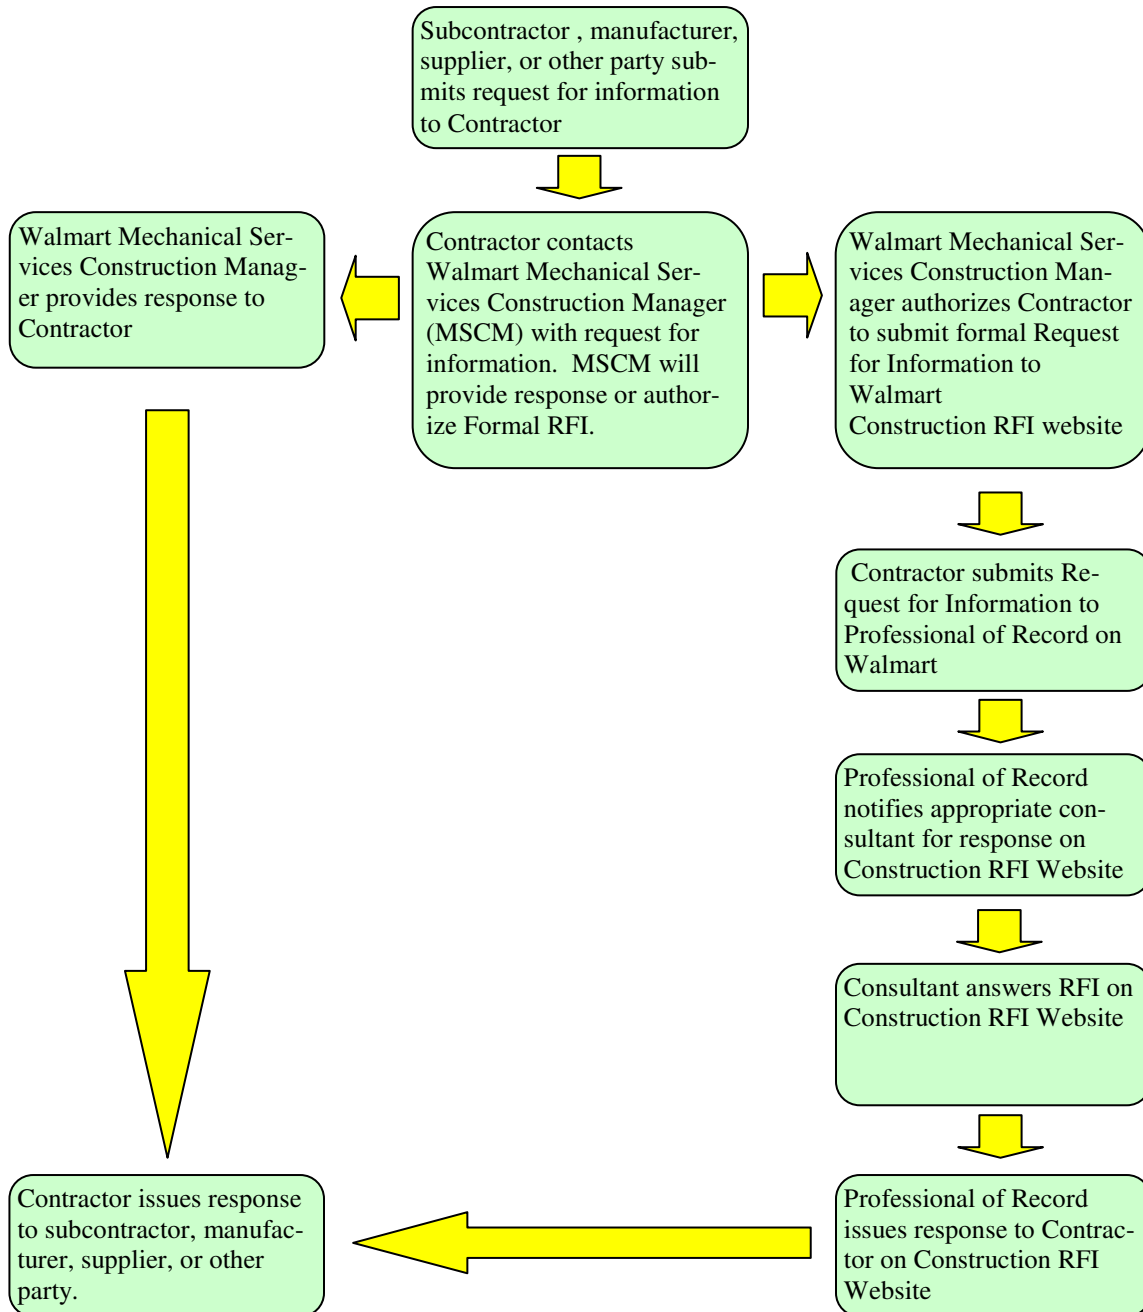 Subcontractor , manufacturer,
supplier, or other party sub-
mits request for information
to Contractor
Walmart Mechanical Ser-
vices Construction Manag-
er provides response to
Contractor
Contractor contacts
Walmart Mechanical Ser-
vices Construction Manager
(MSCM) with request for
information.  MSCM will
provide response or author-
ize Formal RFI.
Walmart Mechanical Ser-
vices Construction Man-
ager authorizes Contractor
to submit formal Request
for Information to
Walmart
Construction RFI website
Contractor submits Re-
quest for Information to
Professional of Record on
Walmart
Professional of Record
notifies appropriate con-
sultant for response on
Construction RFI Website
Consultant answers RFI on
Construction RFI Website
Contractor issues response
to subcontractor, manufac-
turer, supplier, or other
party.
Professional of Record
issues response to Contrac-
tor on Construction RFI
Website